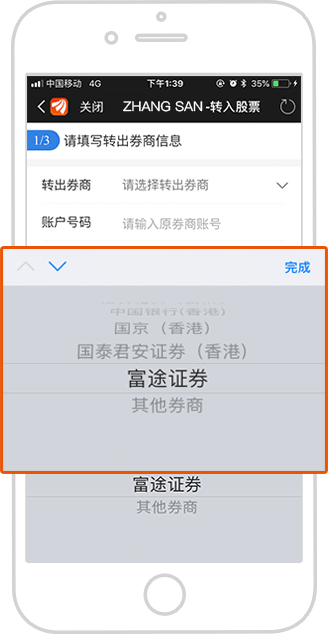 中国移动 4G 下午1:39 35%
关闭 ZHANG SAN -转入股票
1/3 请填写转出券商信息
转出券商 请选择转出券商
账户号码 请输入原券商账号
完成
中国银行(香港)
国京（香港）
国泰君安证券（香港）
富途证券
其他券商
富途证券
其他券商